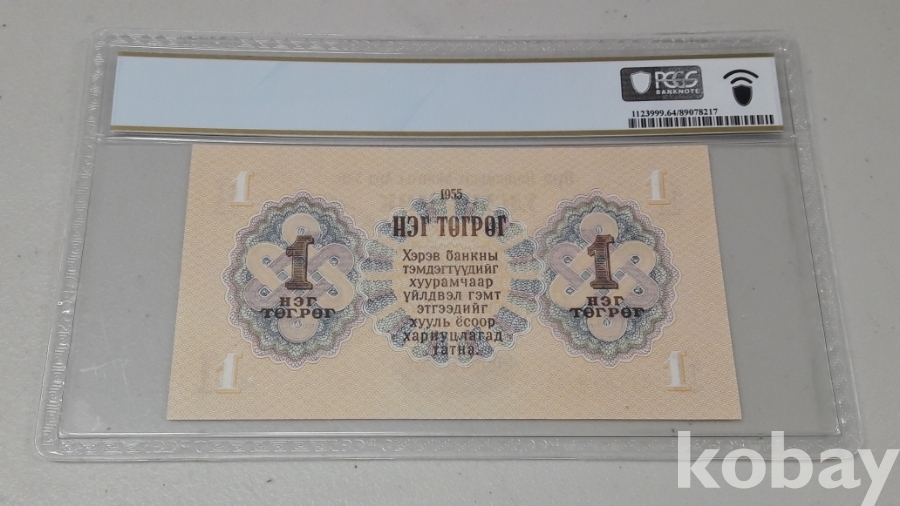 PCGS
BANKNOTE
1123999.64/89078217
1 1
1955
НЭГ ТӨГРӨГ
Хэрэв банкны
тэмдэгтүүдийг
хуурамчаар
үйлдвэл гэмт
этгээдийг
хууль ёсоор
хариуцлагад
татна.
1
НЭГ
ТӨГРӨГ
1
НЭГ
ТӨГРӨГ
1 1
kobay